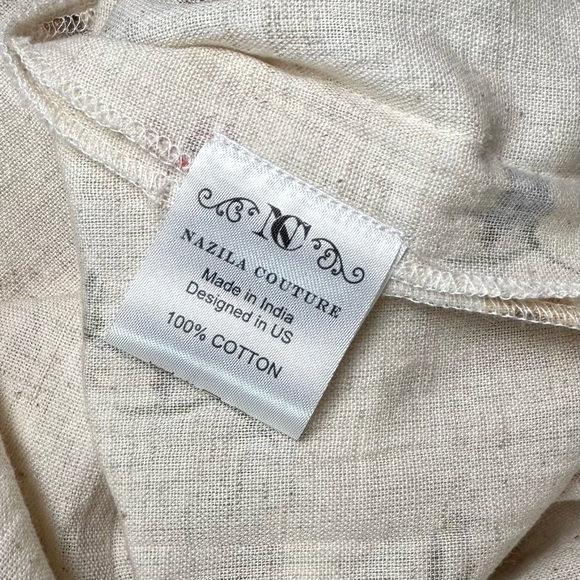 NC
NAZILA COUTURE
Made in India
Designed in US
100% COTTON